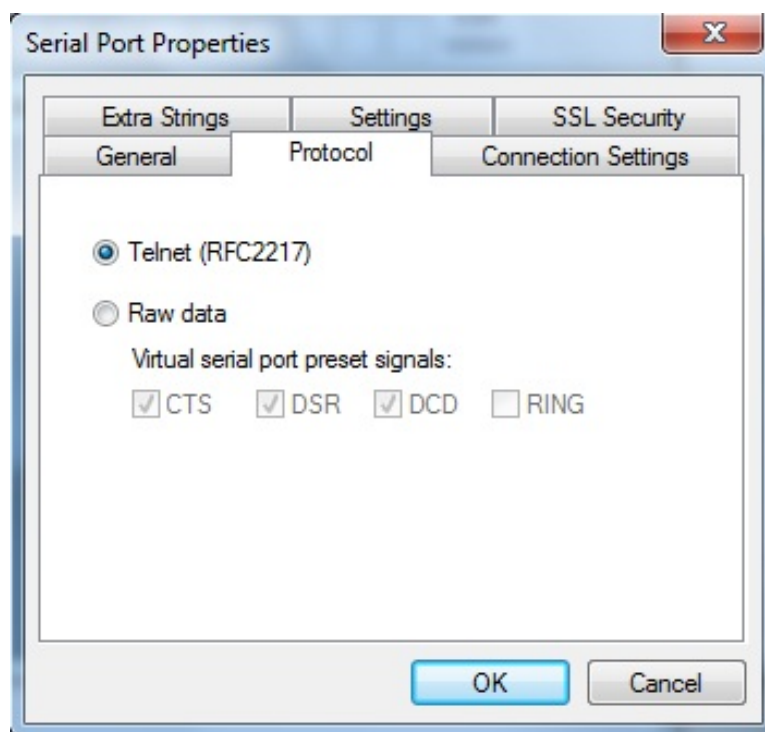 Serial Port Properties
Extra Strings Settings SSL Security
General Protocol Connection Settings
Telnet (RFC2217)
Raw data
Virtual serial port preset signals:
CTS DSR DCD RING
OK Cancel